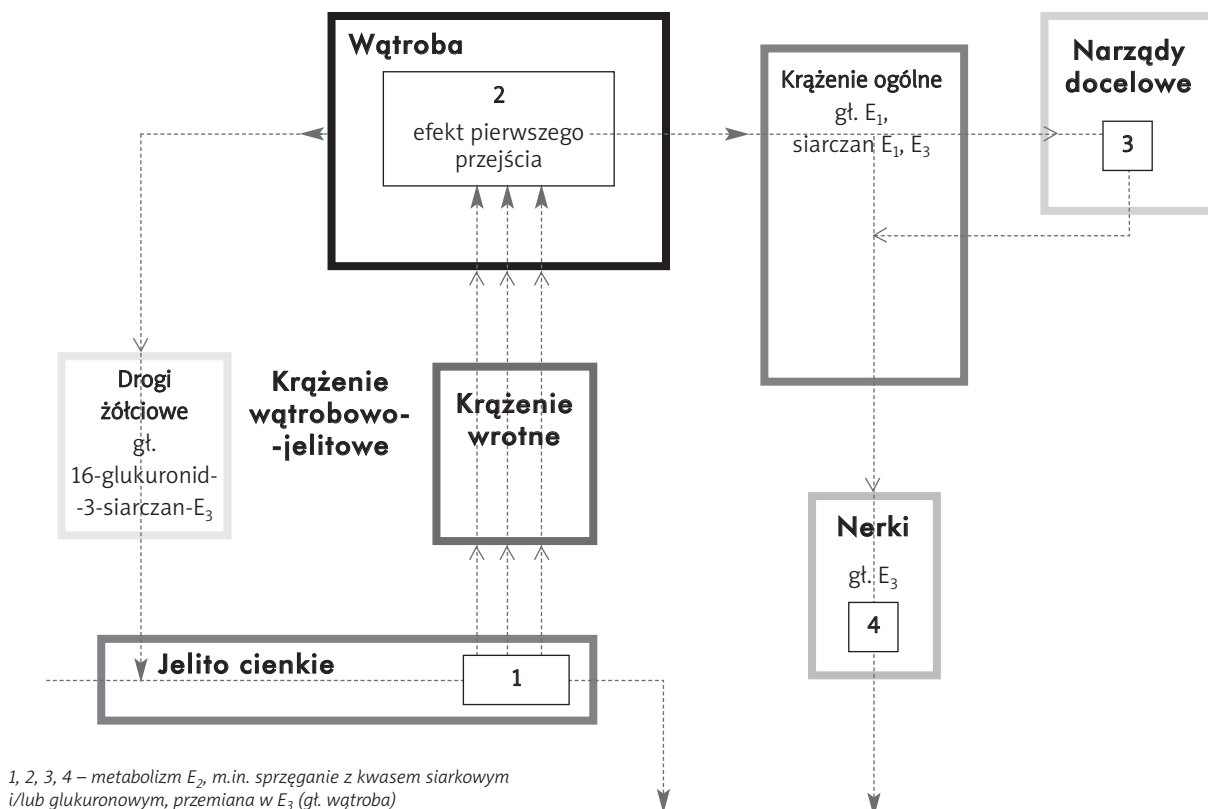 Wątroba
2
efekt pierwszego
przejścia
Krążenie ogólne
gł. E₁,
siarczan E₁, E₃
Narządy
docelowe
3
Drogi
żółciowe
gł.
16-glukuronid-
-3-siarczan-E₃
Krążenie
wątrobowo-
-jelitowe
Krążenie
wrotne
Nerki
gł. E₃
4
Jelito cienkie
1
1, 2, 3, 4 – metabolizm E₂, m.in. sprzęganie z kwasem siarkowym
i/lub glukuronowym, przemiana w E₃ (gł. wątroba)